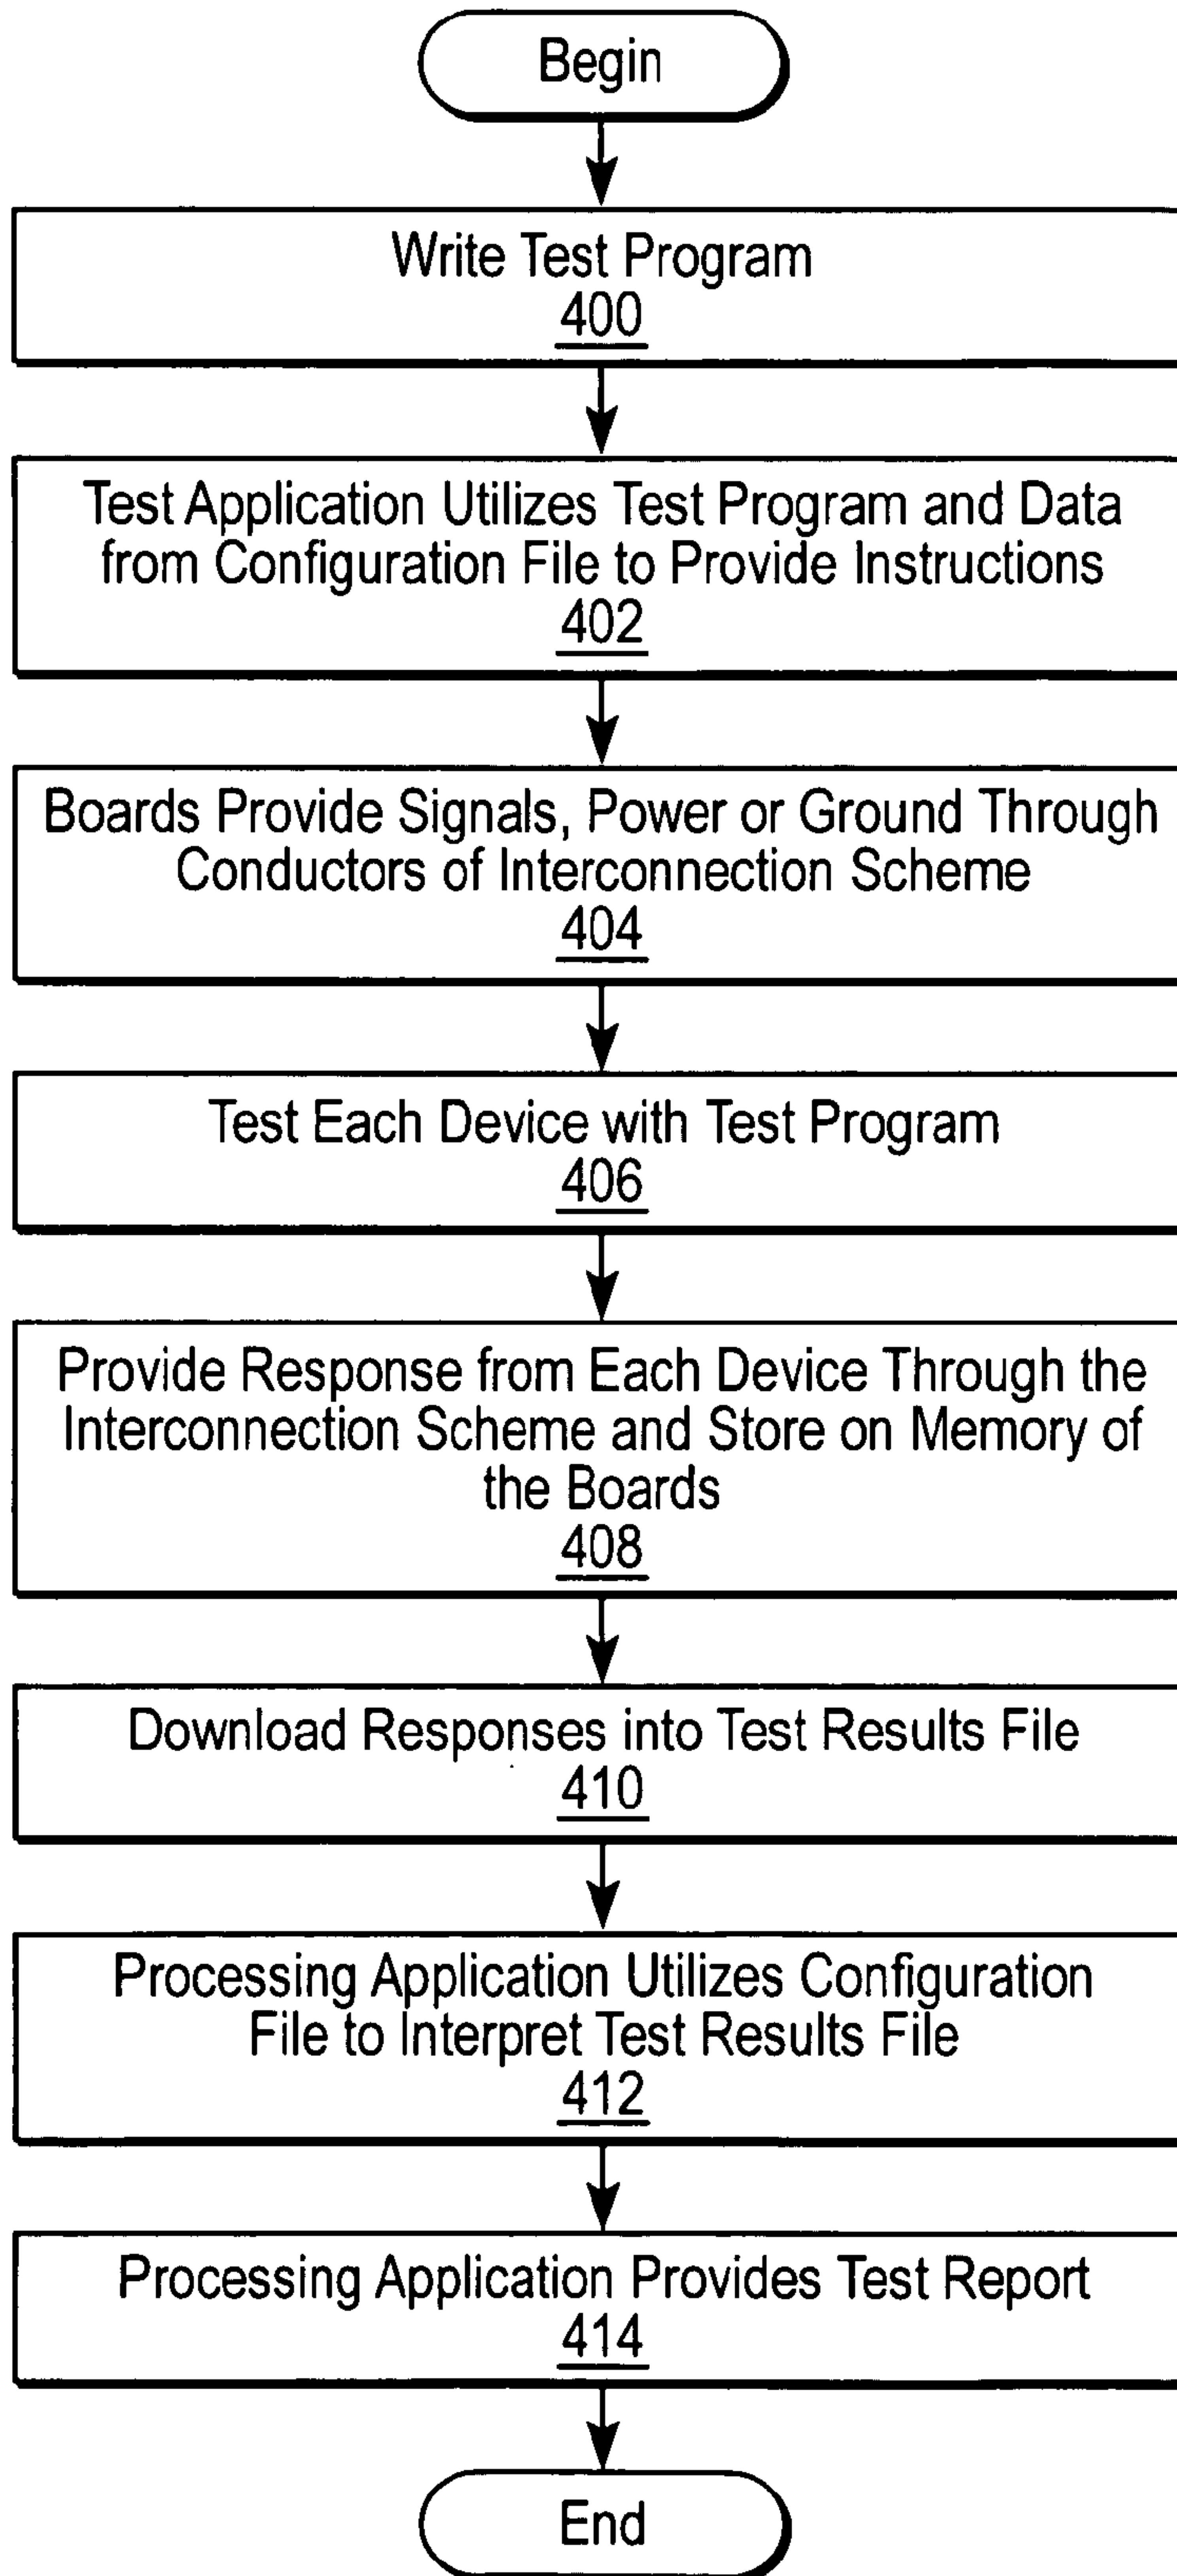 Begin
Write Test Program
400
Test Application Utilizes Test Program and Data
from Configuration File to Provide Instructions
402
Boards Provide Signals, Power or Ground Through
Conductors of Interconnection Scheme
404
Test Each Device with Test Program
406
Provide Response from Each Device Through the
Interconnection Scheme and Store on Memory of
the Boards
408
Download Responses into Test Results File
410
Processing Application Utilizes Configuration
File to Interpret Test Results File
412
Processing Application Provides Test Report
414
End